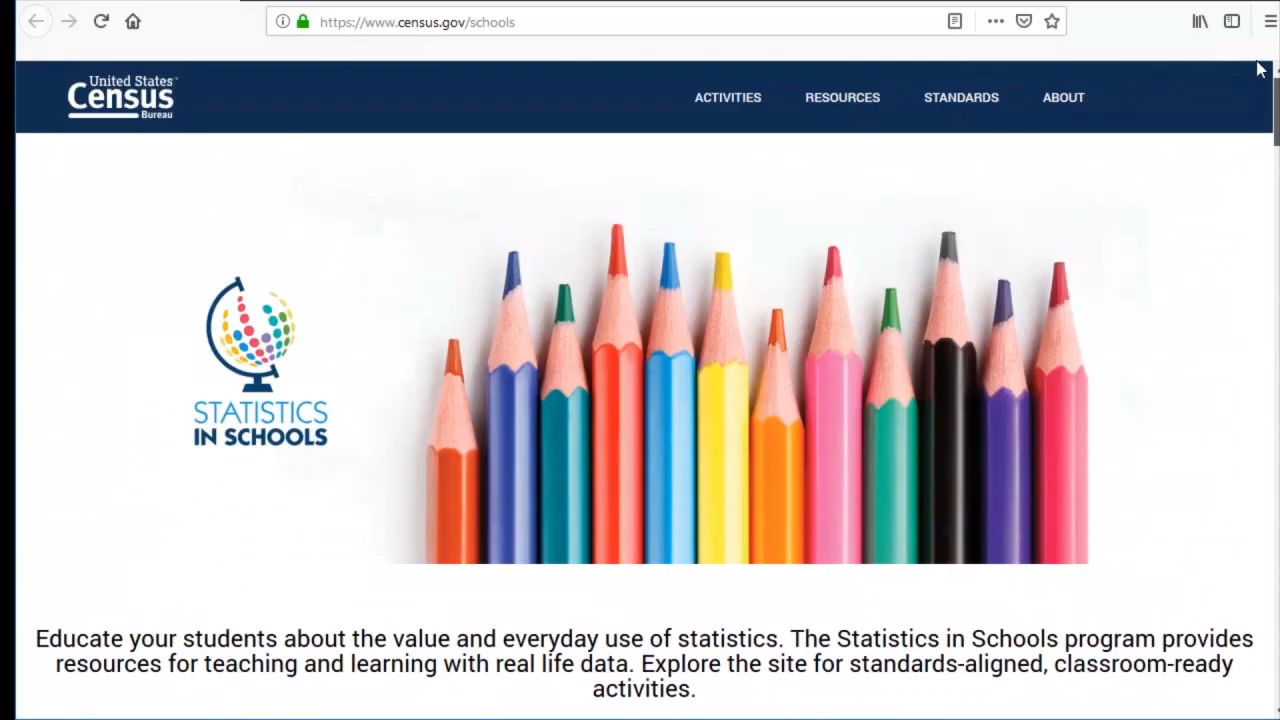 https://www.census.gov/schools
United States
Census
Bureau
ACTIVITIES RESOURCES STANDARDS ABOUT
STATISTICS
IN SCHOOLS
Educate your students about the value and everyday use of statistics. The Statistics in Schools program provides
resources for teaching and learning with real life data. Explore the site for standards-aligned, classroom-ready
activities.